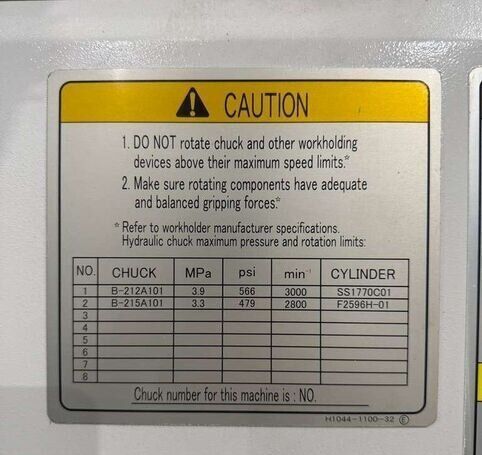 ⚠ CAUTION
1. DO NOT rotate chuck and other workholding
devices above their maximum speed limits.*
2. Make sure rotating components have adequate
and balanced gripping forces.*
* Refer to workholder manufacturer specifications.
Hydraulic chuck maximum pressure and rotation limits:
NO. CHUCK MPa psi min⁻¹ CYLINDER
1 B-212A101 3.9 566 3000 SS1770C01
2 B-215A101 3.3 479 2800 F2596H-01
3
4
5
6
7
8
Chuck number for this machine is : NO.
H1044-1100-32 Ⓔ